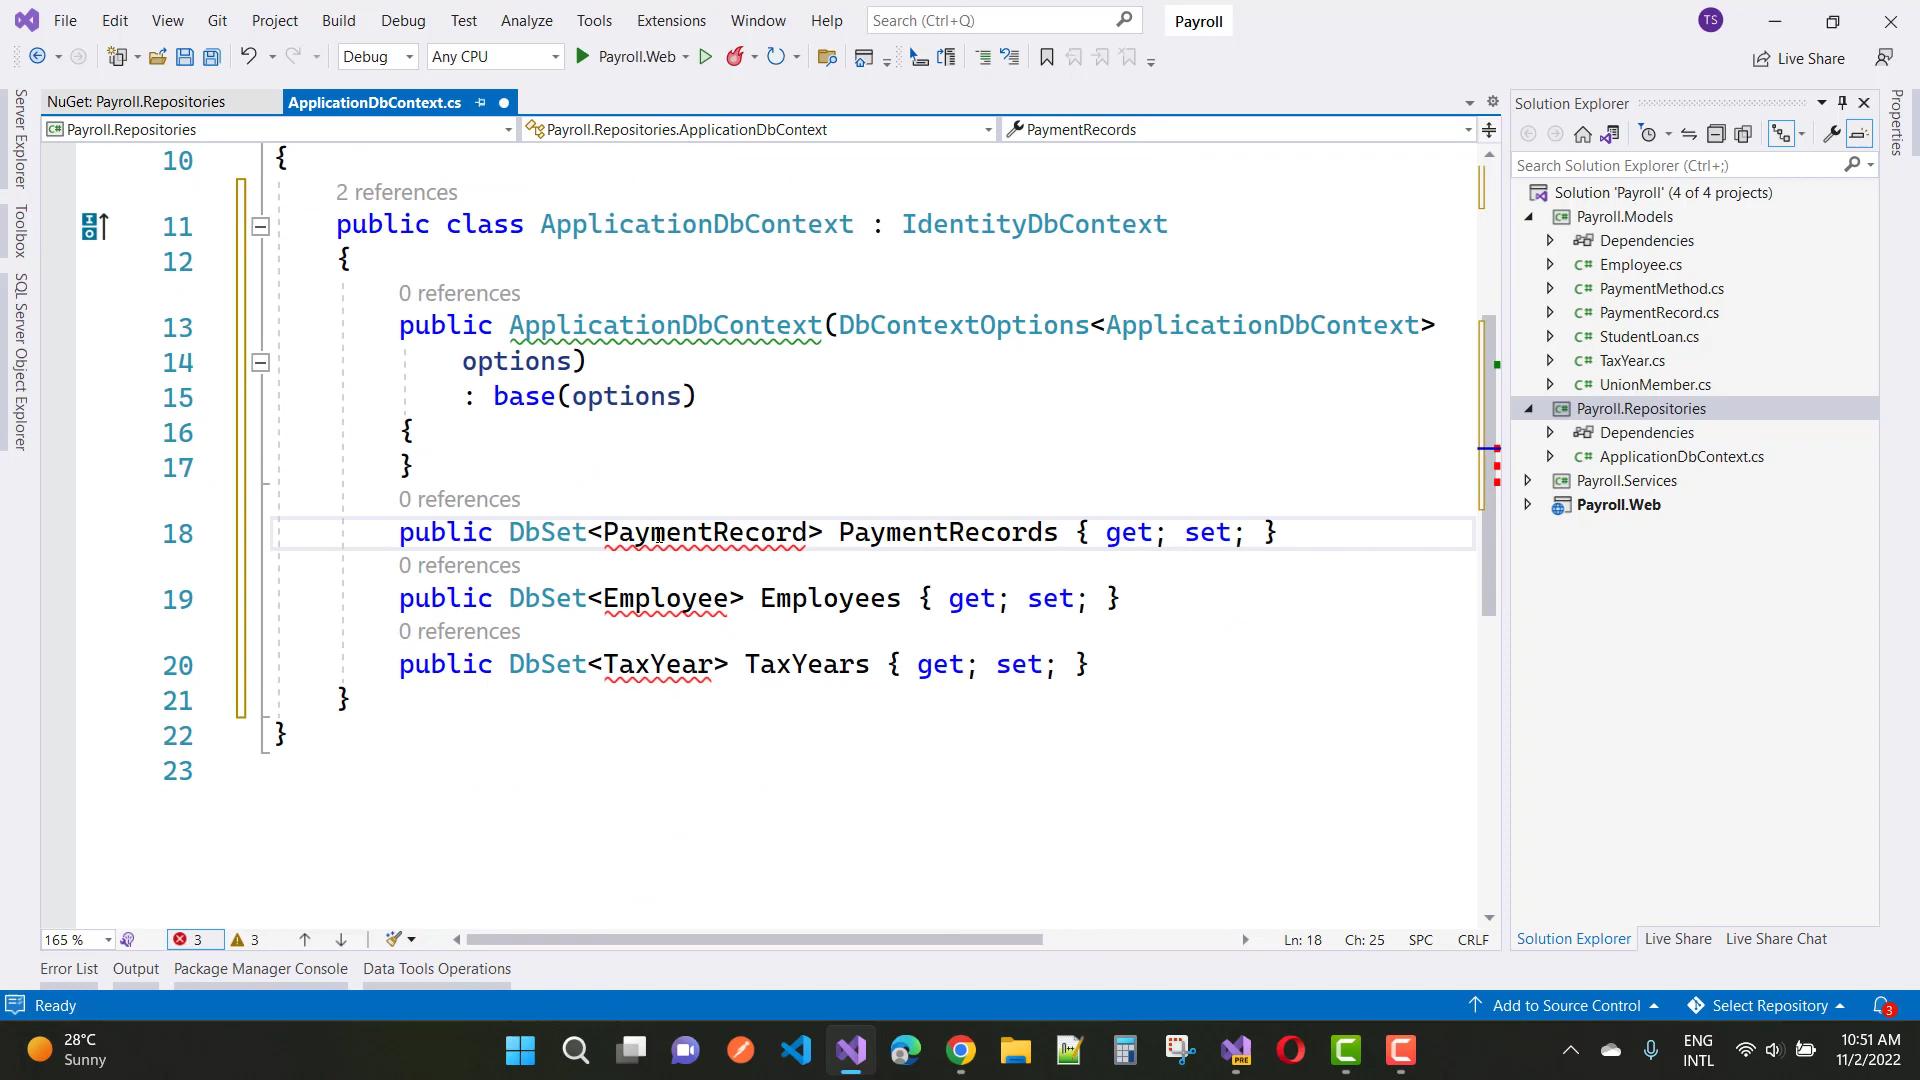 File Edit View Git Project Build Debug Test Analyze Tools Extensions Window Help Search (Ctrl+Q) Payroll TS
Debug Any CPU Payroll.Web Live Share
NuGet: Payroll.Repositories ApplicationDbContext.cs
Payroll.Repositories Payroll.Repositories.ApplicationDbContext PaymentRecords
Server Explorer
Toolbox
SQL Server Object Explorer
10 {
2 references
11 public class ApplicationDbContext : IdentityDbContext
12 {
0 references
13 public ApplicationDbContext(DbContextOptions<ApplicationDbContext>
14 options)
15 : base(options)
16 {
17 }
0 references
18 public DbSet<PaymentRecord> PaymentRecords { get; set; }
0 references
19 public DbSet<Employee> Employees { get; set; }
0 references
20 public DbSet<TaxYear> TaxYears { get; set; }
21 }
22 }
23
165 % 3 3 Ln: 18 Ch: 25 SPC CRLF
Error List Output Package Manager Console Data Tools Operations
Solution Explorer
Search Solution Explorer (Ctrl+;)
Solution 'Payroll' (4 of 4 projects)
Payroll.Models
Dependencies
C# Employee.cs
C# PaymentMethod.cs
C# PaymentRecord.cs
C# StudentLoan.cs
C# TaxYear.cs
C# UnionMember.cs
Payroll.Repositories
Dependencies
C# ApplicationDbContext.cs
Payroll.Services
Payroll.Web
Solution Explorer Live Share Live Share Chat
Properties
Ready Add to Source Control Select Repository 3
28°C
Sunny
PRE
ENG
INTL
10:51 AM
11/2/2022